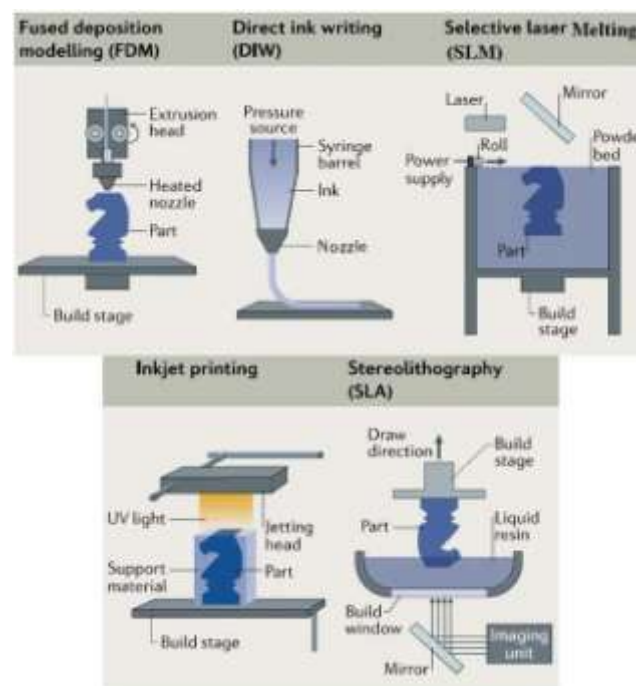 Fused deposition
modelling (FDM)
Extrusion
head
Heated
nozzle
Part
Build stage
Direct ink writing
(DIW)
Pressure
source
Syringe
barrel
Ink
Nozzle
Selective laser Melting
(SLM)
Laser
Mirror
Roll
Powde
bed
Power
supply
Part
Build
stage
Inkjet printing
UV light
Jetting
head
Support
material
Part
Build stage
Stereolithography
(SLA)
Draw
direction
Build
stage
Part
Liquid
resin
Build
window
Mirror
Imaging
unit